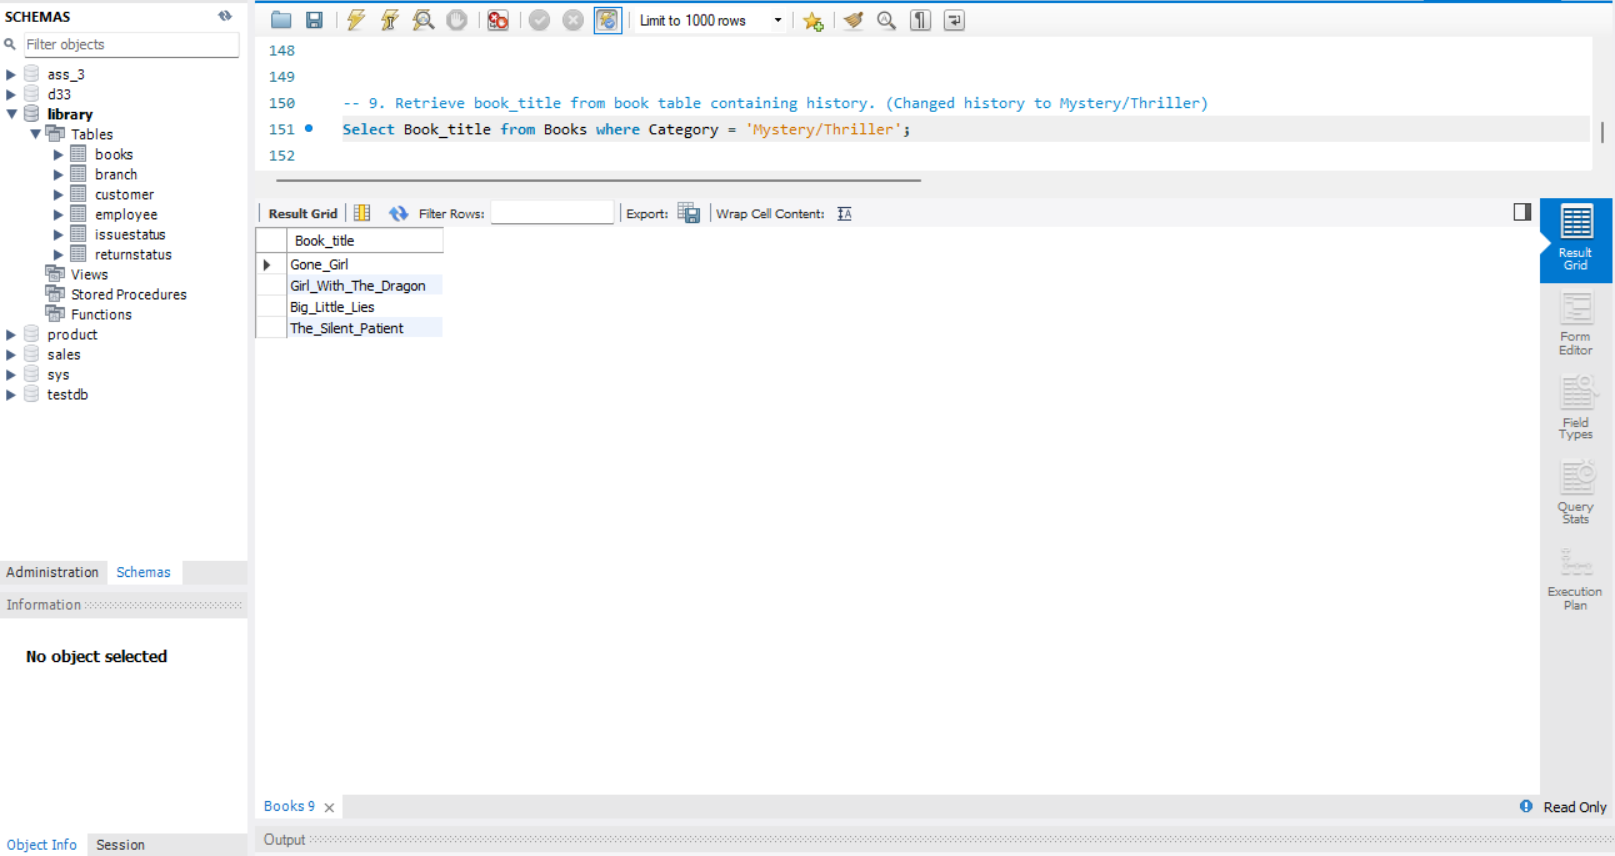 SCHEMAS
Filter objects
ass_3
d33
library
Tables
books
branch
customer
employee
issuestatus
returnstatus
Views
Stored Procedures
Functions
product
sales
sys
testdb
Administration Schemas
Information
No object selected
Object Info Session
Limit to 1000 rows
148
149
150 -- 9. Retrieve book_title from book table containing history. (Changed history to Mystery/Thriller)
151 Select Book_title from Books where Category = 'Mystery/Thriller';
152
Result Grid Filter Rows: Export: Wrap Cell Content:
Book_title
Gone_Girl
Girl_With_The_Dragon
Big_Little_Lies
The_Silent_Patient
Result
Grid
Form
Editor
Field
Types
Query
Stats
Execution
Plan
Books 9
Read Only
Output